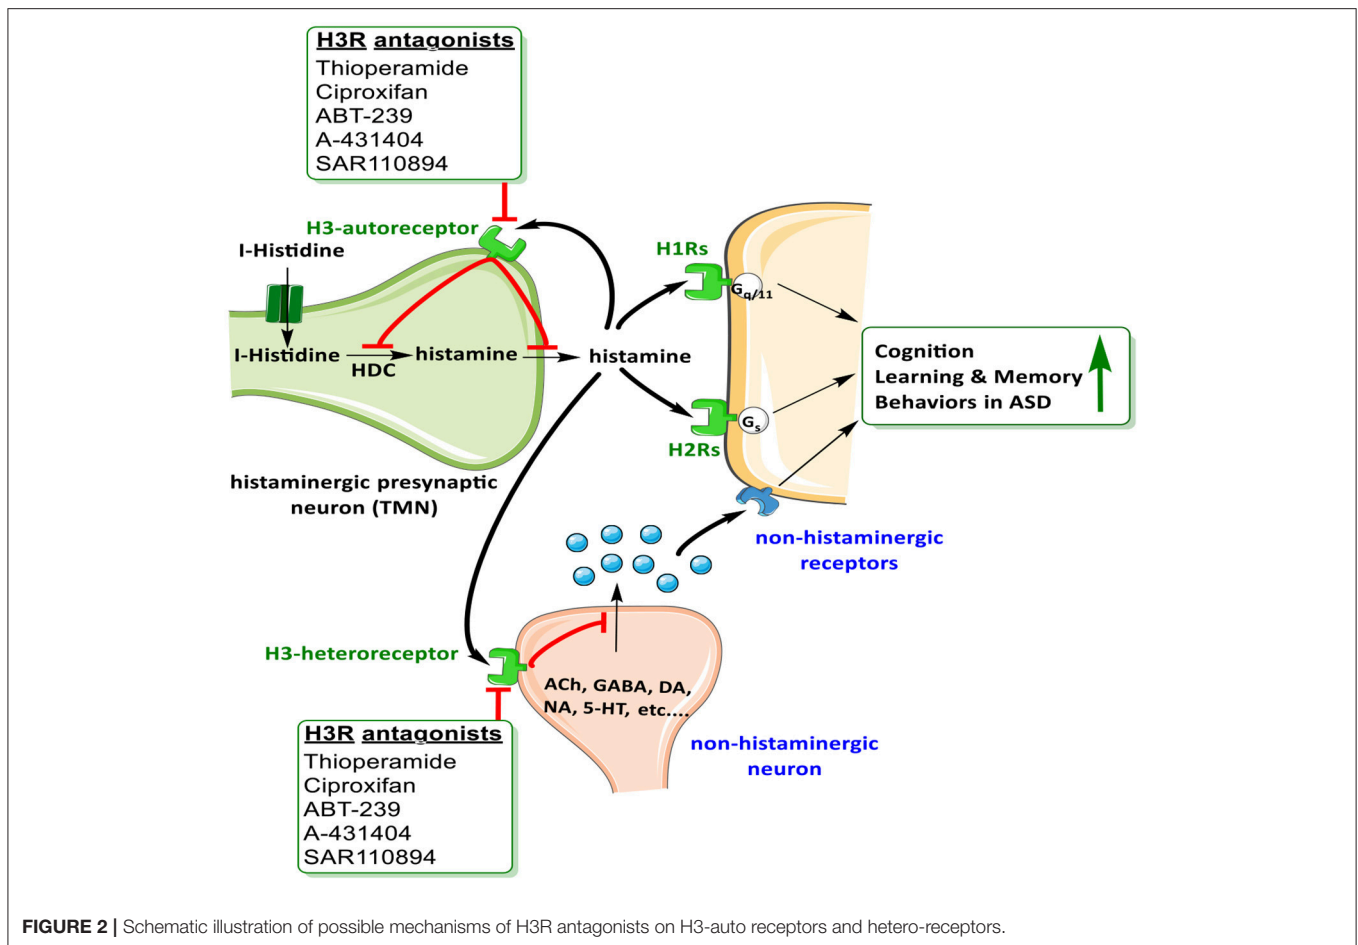 H3R antagonists
Thioperamide
Ciproxifan
ABT-239
A-431404
SAR110894
H3-autoreceptor
l-Histidine
l-Histidine
HDC
histamine
histamine
histaminergic presynaptic
neuron (TMN)
H1Rs
Gq/11
H2Rs
Gs
Cognition
Learning & Memory
Behaviors in ASD
non-histaminergic
receptors
H3-heteroreceptor
ACh, GABA, DA,
NA, 5-HT, etc....
non-histaminergic
neuron
H3R antagonists
Thioperamide
Ciproxifan
ABT-239
A-431404
SAR110894
FIGURE 2 | Schematic illustration of possible mechanisms of H3R antagonists on H3-auto receptors and hetero-receptors.